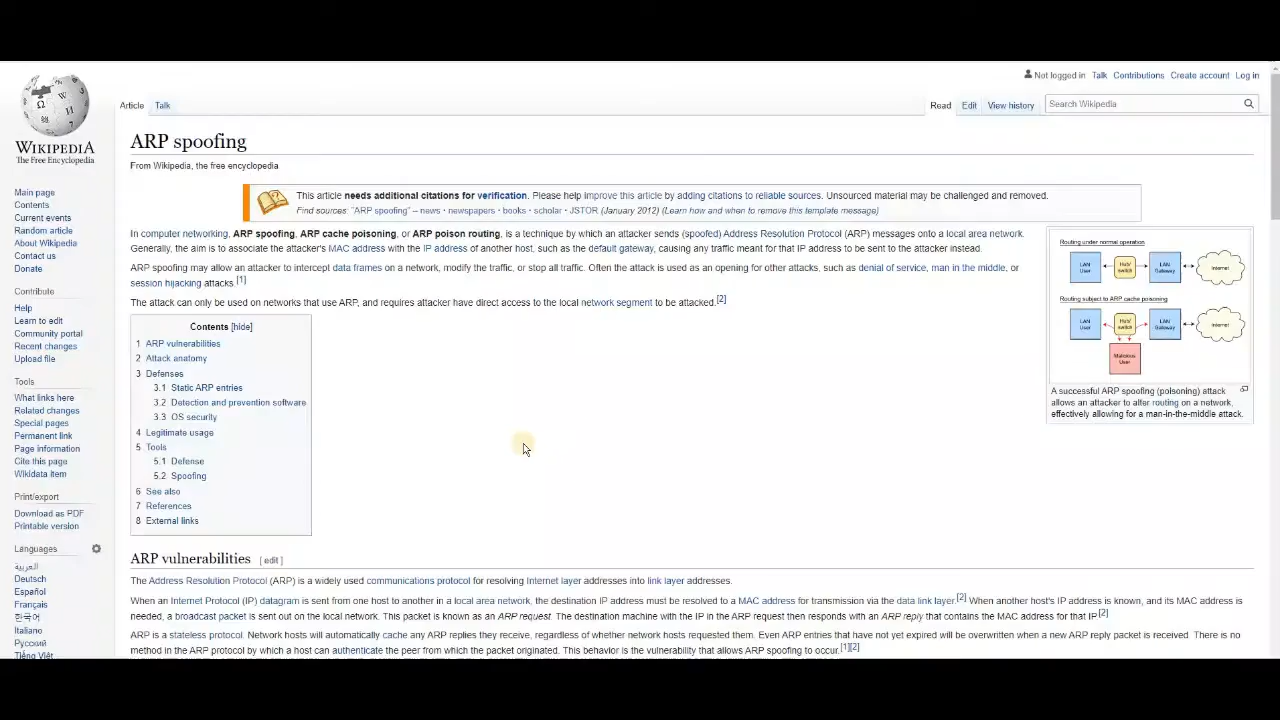 Not logged in Talk Contributions Create account Log in
Article Talk Read Edit View history Search Wikipedia
WIKIPEDIA
The Free Encyclopedia
Main page
Contents
Current events
Random article
About Wikipedia
Contact us
Donate
Contribute
Help
Learn to edit
Community portal
Recent changes
Upload file
Tools
What links here
Related changes
Special pages
Permanent link
Page information
Cite this page
Wikidata item
Print/export
Download as PDF
Printable version
Languages
العربية
Deutsch
Español
Français
한국어
Italiano
Русский
Tiếng Việt
ARP spoofing
From Wikipedia, the free encyclopedia
This article needs additional citations for verification. Please help improve this article by adding citations to reliable sources. Unsourced material may be challenged and removed.
Find sources: "ARP spoofing" – news · newspapers · books · scholar · JSTOR (January 2012) (Learn how and when to remove this template message)
In computer networking, ARP spoofing, ARP cache poisoning, or ARP poison routing, is a technique by which an attacker sends (spoofed) Address Resolution Protocol (ARP) messages onto a local area network.
Generally, the aim is to associate the attacker's MAC address with the IP address of another host, such as the default gateway, causing any traffic meant for that IP address to be sent to the attacker instead.
ARP spoofing may allow an attacker to intercept data frames on a network, modify the traffic, or stop all traffic. Often the attack is used as an opening for other attacks, such as denial of service, man in the middle, or
session hijacking attacks.[1]
The attack can only be used on networks that use ARP, and requires attacker have direct access to the local network segment to be attacked.[2]
Routing under normal operation
LAN User
Hub/ switch
LAN Gateway
Internet
Routing subject to ARP cache poisoning
LAN User
Hub/ switch
LAN Gateway
Internet
Malicious User
A successful ARP spoofing (poisoning) attack
allows an attacker to alter routing on a network,
effectively allowing for a man-in-the-middle attack.
Contents [hide]
1 ARP vulnerabilities
2 Attack anatomy
3 Defenses
3.1 Static ARP entries
3.2 Detection and prevention software
3.3 OS security
4 Legitimate usage
5 Tools
5.1 Defense
5.2 Spoofing
6 See also
7 References
8 External links
ARP vulnerabilities [ edit ]
The Address Resolution Protocol (ARP) is a widely used communications protocol for resolving Internet layer addresses into link layer addresses.
When an Internet Protocol (IP) datagram is sent from one host to another in a local area network, the destination IP address must be resolved to a MAC address for transmission via the data link layer.[2] When another host's IP address is known, and its MAC address is
needed, a broadcast packet is sent out on the local network. This packet is known as an ARP request. The destination machine with the IP in the ARP request then responds with an ARP reply that contains the MAC address for that IP.[2]
ARP is a stateless protocol. Network hosts will automatically cache any ARP replies they receive, regardless of whether network hosts requested them. Even ARP entries that have not yet expired will be overwritten when a new ARP reply packet is received. There is no
method in the ARP protocol by which a host can authenticate the peer from which the packet originated. This behavior is the vulnerability that allows ARP spoofing to occur.[1][2]